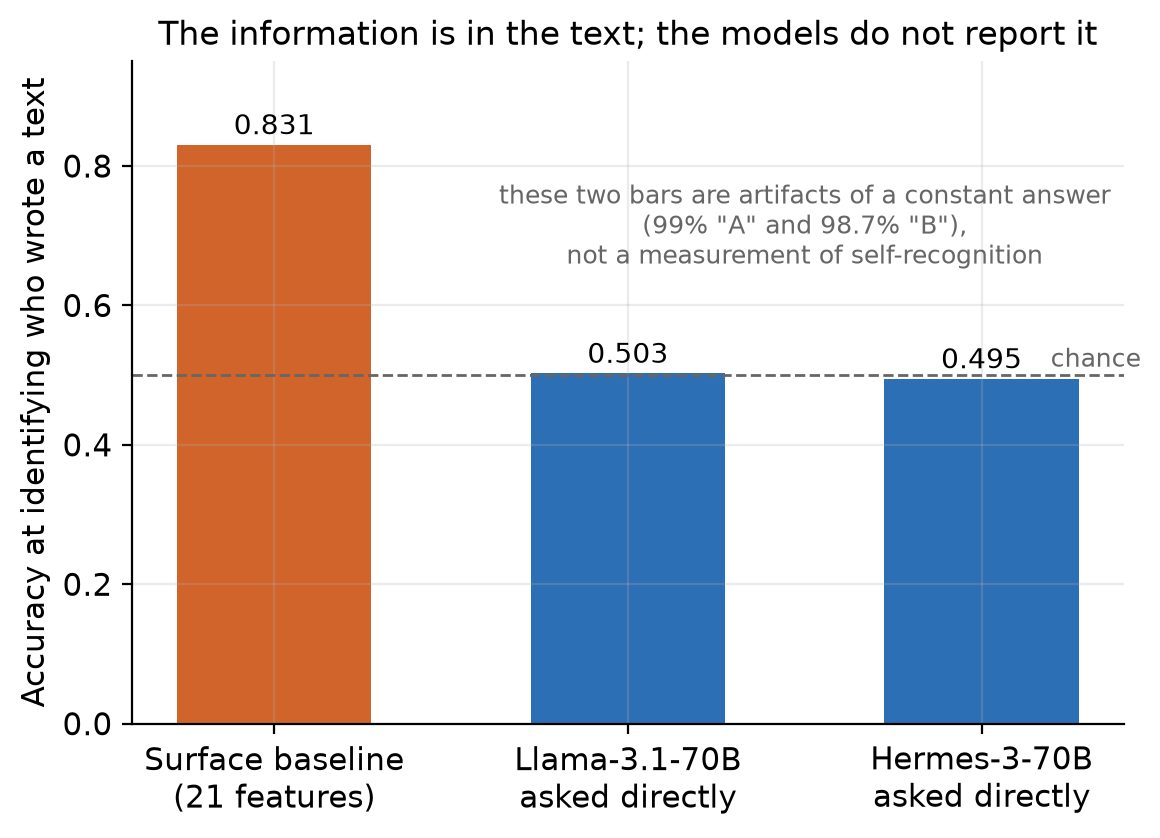 The information is in the text; the models do not report it
Accuracy at identifying who wrote a text
0.8
0.6
0.4
0.2
0.0
0.831
these two bars are artifacts of a constant answer
(99% "A" and 98.7% "B"),
not a measurement of self-recognition
0.503
0.495
chance
Surface baseline
(21 features)
Llama-3.1-70B
asked directly
Hermes-3-70B
asked directly